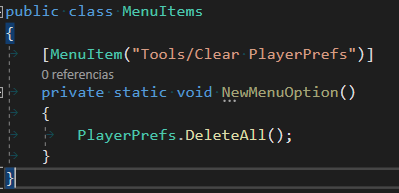 public class MenuItems
{
[MenuItem("Tools/Clear PlayerPrefs")]
0 referencias
private static void NewMenuOption()
{
PlayerPrefs.DeleteAll();
}
}